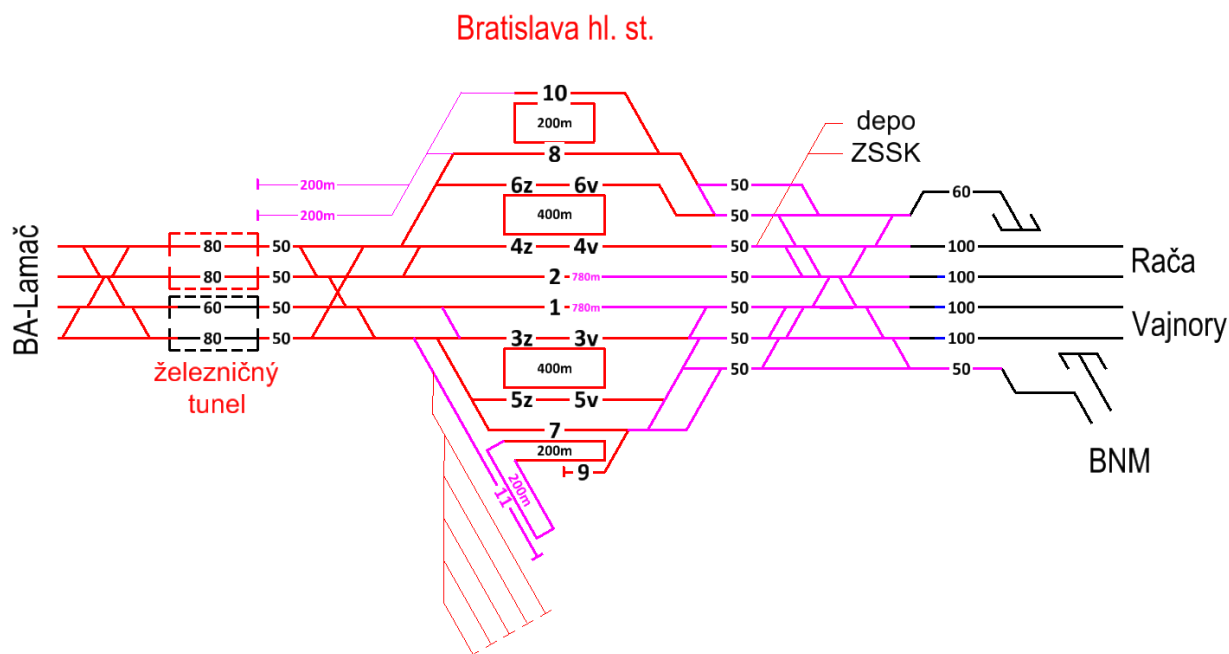 Bratislava hl. st.
10
200m
depo
8
ZSSK
200m
6z 6v
50
60
200m
400m
50
80 50
4z 4v
50
100
Rača
80 50
2
780m
50
100
BA-Lamač
60 50
1
780m
50
100
Vajnory
80 50
3z 3v
50
100
železničný
tunel
400m
50
50
5z 5v
7
200m
9
BNM
200m
11